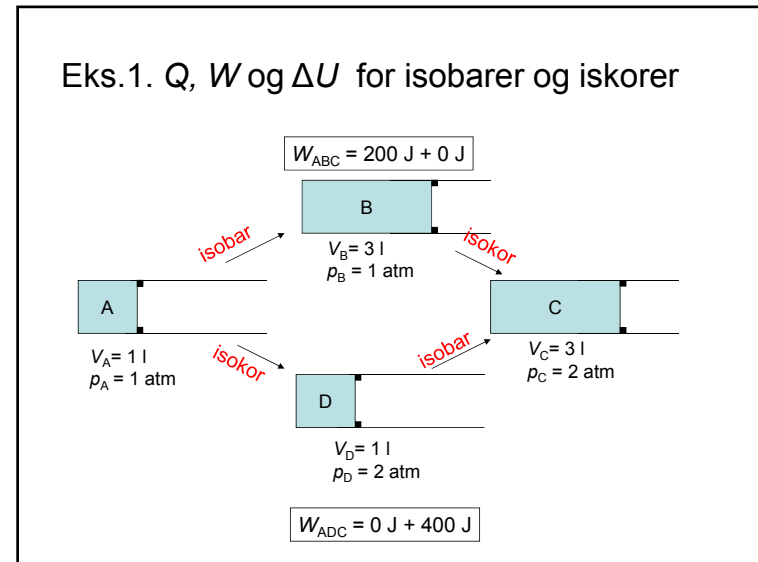 Eks.1. Q, W og ΔU for isobarer og iskorer
W_ABC = 200 J + 0 J
B
isobar
V_B= 3 l
p_B = 1 atm
isokor
A
V_A= 1 l
p_A = 1 atm
C
V_C= 3 l
p_C = 2 atm
isokor
isobar
D
V_D= 1 l
p_D = 2 atm
W_ADC = 0 J + 400 J